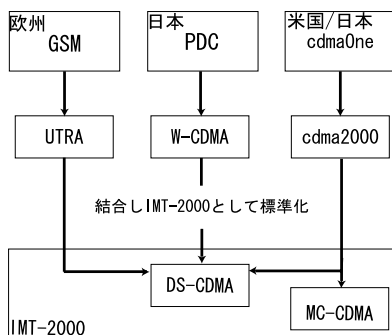 欧州
GSM
日本
PDC
米国/日本
cdmaOne
UTRA
W-CDMA
cdma2000
結合しIMT-2000として標準化
DS-CDMA
MC-CDMA
IMT-2000